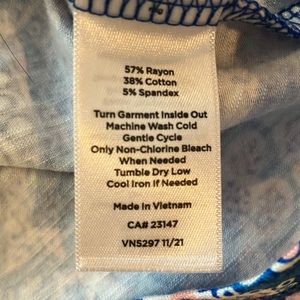 57% Rayon
38% Cotton
5% Spandex
Turn Garment Inside Out
Machine Wash Cold
Gentle Cycle
Only Non-Chlorine Bleach
When Needed
Tumble Dry Low
Cool Iron If Needed
Made In Vietnam
CA# 23147
VN5297 11/21